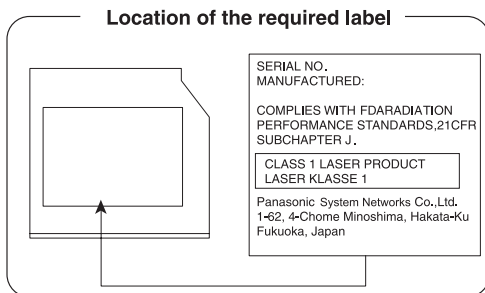 Location of the required label
SERIAL NO.
MANUFACTURED:
COMPLIES WITH FDARADIATION
PERFORMANCE STANDARDS,21CFR
SUBCHAPTER J.
CLASS 1 LASER PRODUCT
LASER KLASSE 1
Panasonic System Networks Co.,Ltd.
1-62, 4-Chome Minoshima, Hakata-Ku
Fukuoka, Japan